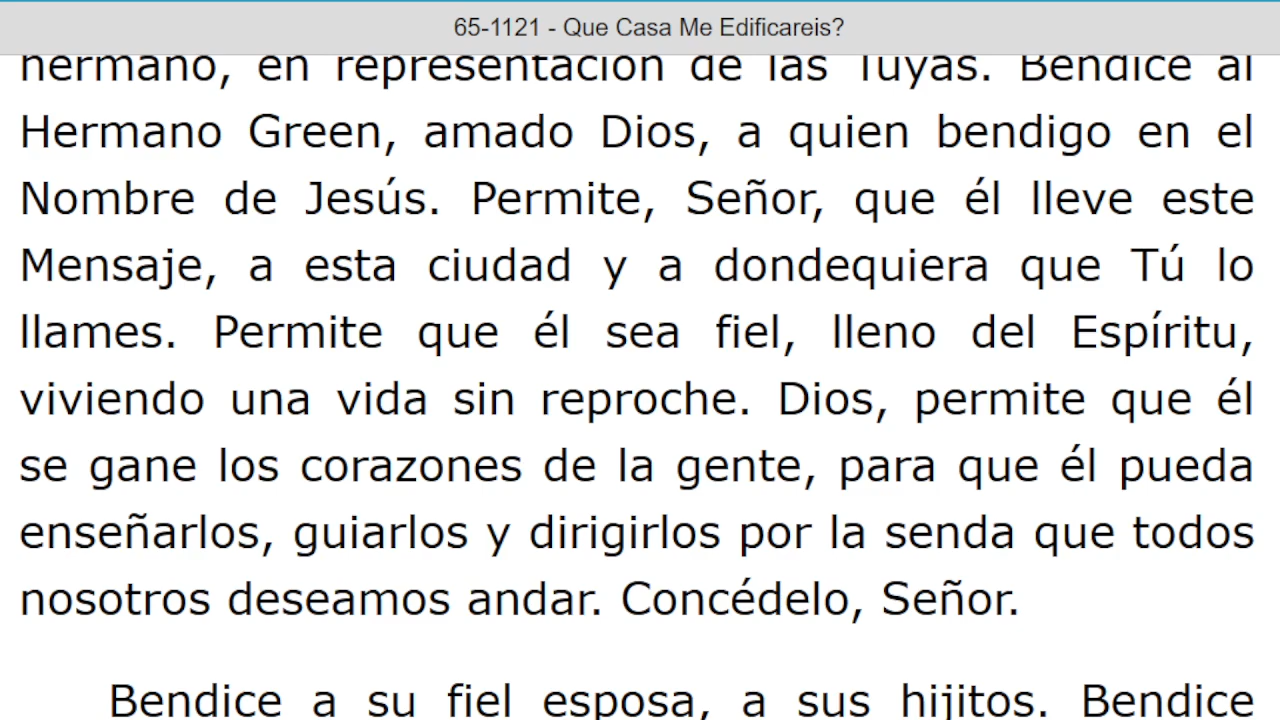 65-1121 - Que Casa Me Edificareis?
hermano, en representación de las Tuyas. Bendice al
Hermano Green, amado Dios, a quien bendigo en el
Nombre de Jesús. Permite, Señor, que él lleve este
Mensaje, a esta ciudad y a dondequiera que Tú lo
llames. Permite que él sea fiel, lleno del Espíritu,
viviendo una vida sin reproche. Dios, permite que él
se gane los corazones de la gente, para que él pueda
enseñarlos, guiarlos y dirigirlos por la senda que todos
nosotros deseamos andar. Concédelo, Señor.
Bendice a su fiel esposa, a sus hijitos. Bendice